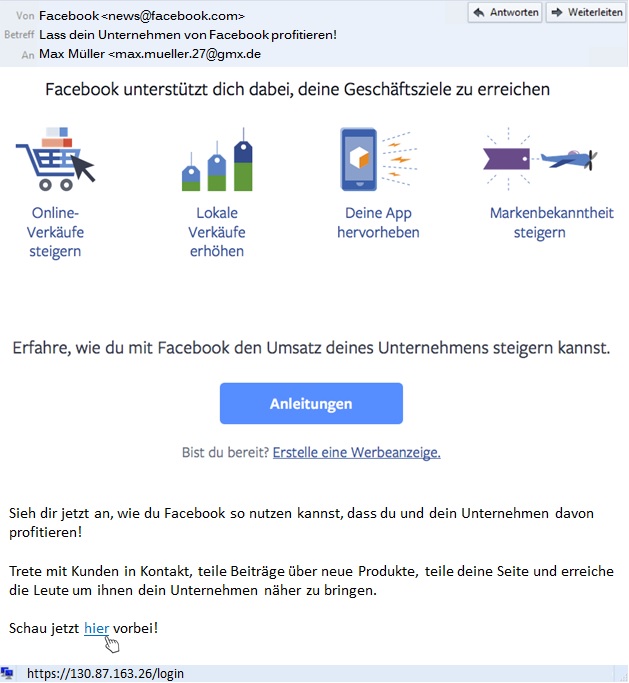 Von Facebook <news@facebook.com>
Antworten
Weiterleiten
Betreff Lass dein Unternehmen von Facebook profitieren!
An Max Müller <max.mueller.27@gmx.de
Facebook unterstützt dich dabei, deine Geschäftsziele zu erreichen
Online-
Verkäufe
steigern
Lokale
Verkäufe
erhöhen
Deine App
hervorheben
Markenbekanntheit
steigern
Erfahre, wie du mit Facebook den Umsatz deines Unternehmens steigern kannst.
Anleitungen
Bist du bereit? Erstelle eine Werbeanzeige.
Sieh dir jetzt an, wie du Facebook so nutzen kannst, dass du und dein Unternehmen davon
profitieren!
Trete mit Kunden in Kontakt, teile Beiträge über neue Produkte, teile deine Seite und erreiche
die Leute um ihnen dein Unternehmen näher zu bringen.
Schau jetzt hier vorbei!
https://130.87.163.26/login